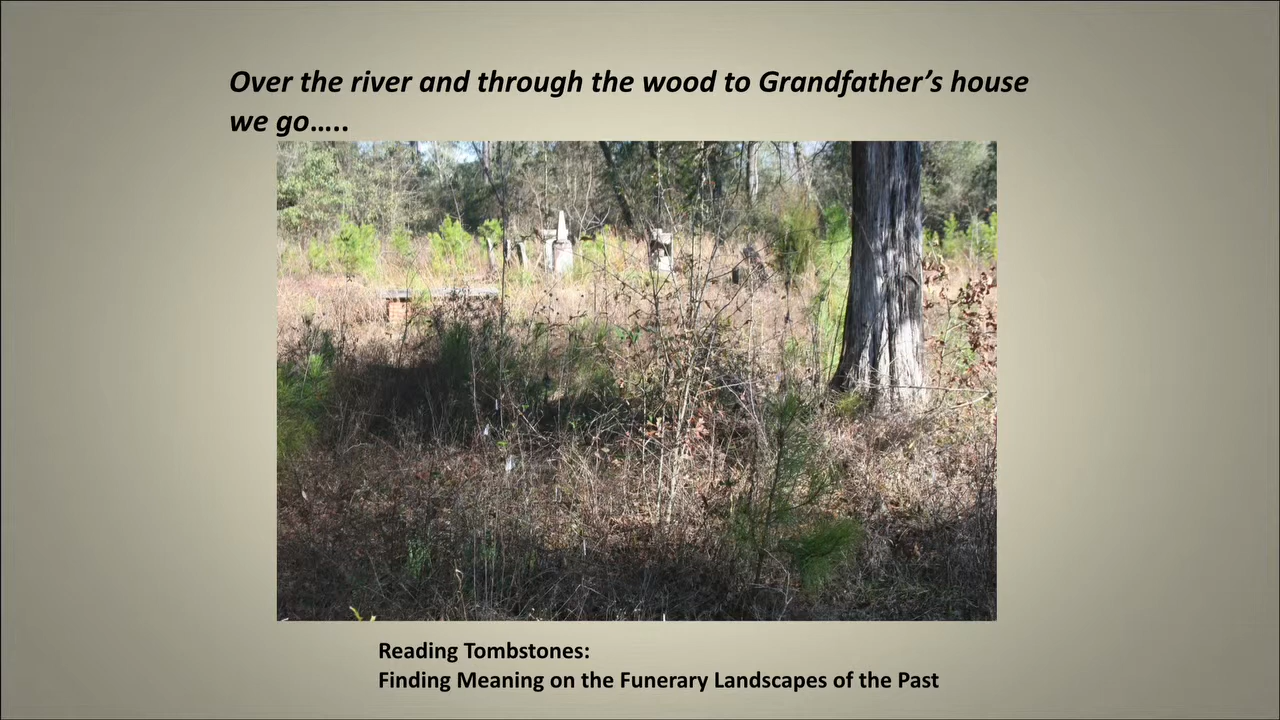 Over the river and through the wood to Grandfather’s house
we go…..
Reading Tombstones:
Finding Meaning on the Funerary Landscapes of the Past